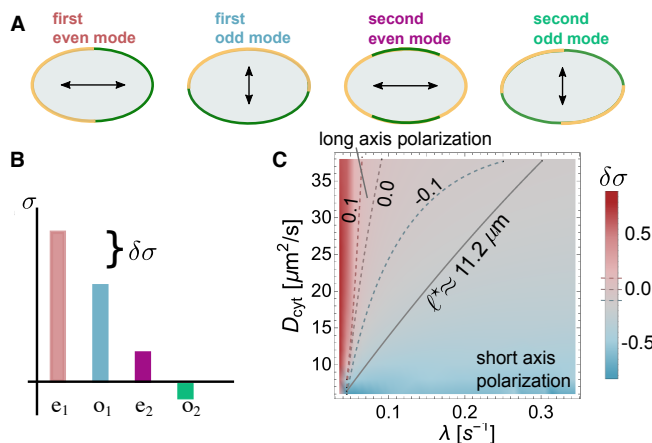 A
first
even mode
first
odd mode
second
even mode
second
odd mode
B
σ
δσ
e₁
o₁
e₂
o₂
C
long axis polarization
D_cyt [µm²/s]
35
30
25
20
15
10
0.1
0.0
-0.1
ℓ* ≈ 11.2 µm
short axis
polarization
0.1
0.2
0.3
λ [s⁻¹]
δσ
0.5
0.0
-0.5